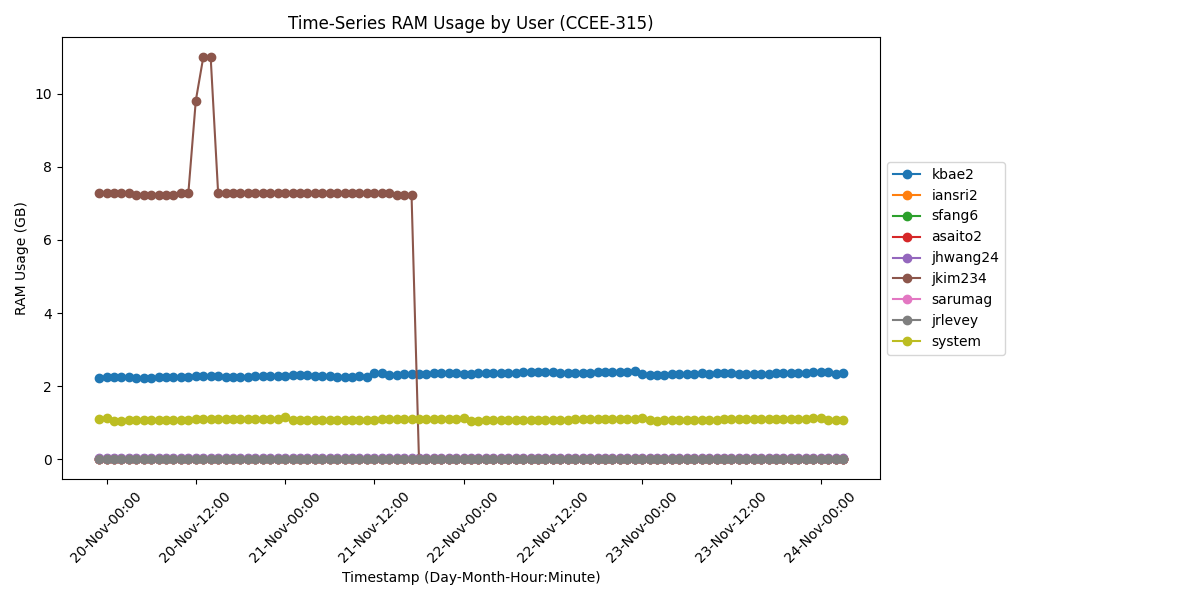 Time-Series RAM Usage by User (CCEE-315)
RAM Usage (GB)
10
8
6
4
2
0
20-Nov-00:00
20-Nov-12:00
21-Nov-00:00
21-Nov-12:00
22-Nov-00:00
22-Nov-12:00
23-Nov-00:00
23-Nov-12:00
24-Nov-00:00
Timestamp (Day-Month-Hour:Minute)
kbae2
iansri2
sfang6
asaito2
jhwang24
jkim234
sarumag
jrlevey
system